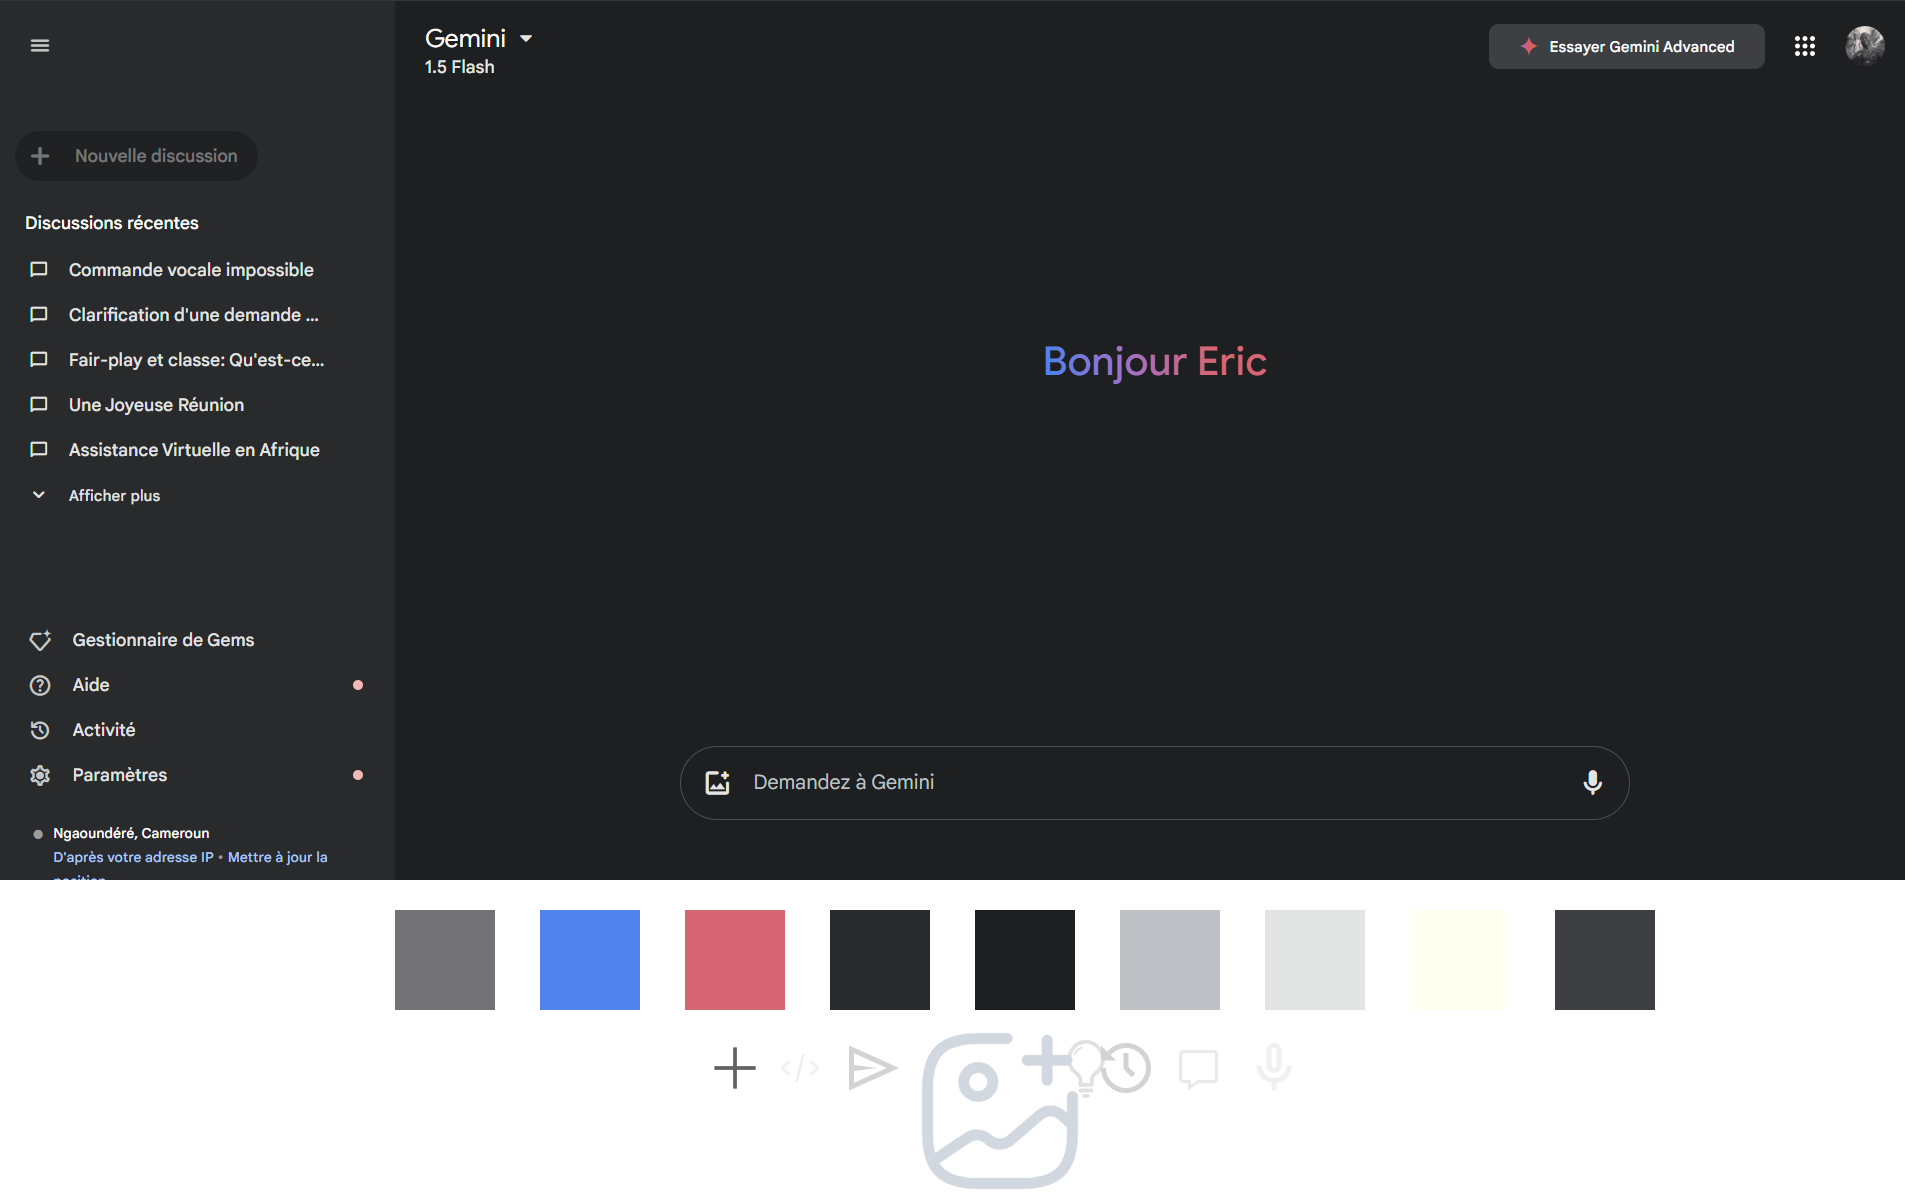 Gemini
1.5 Flash
Essayer Gemini Advanced
Nouvelle discussion
Discussions récentes
Commande vocale impossible
Clarification d'une demande ...
Fair-play et classe: Qu'est-ce...
Une Joyeuse Réunion
Assistance Virtuelle en Afrique
Afficher plus
Bonjour Eric
Gestionnaire de Gems
Aide
Activité
Paramètres
Demandez à Gemini
Ngaoundéré, Cameroun
D'après votre adresse IP • Mettre à jour la